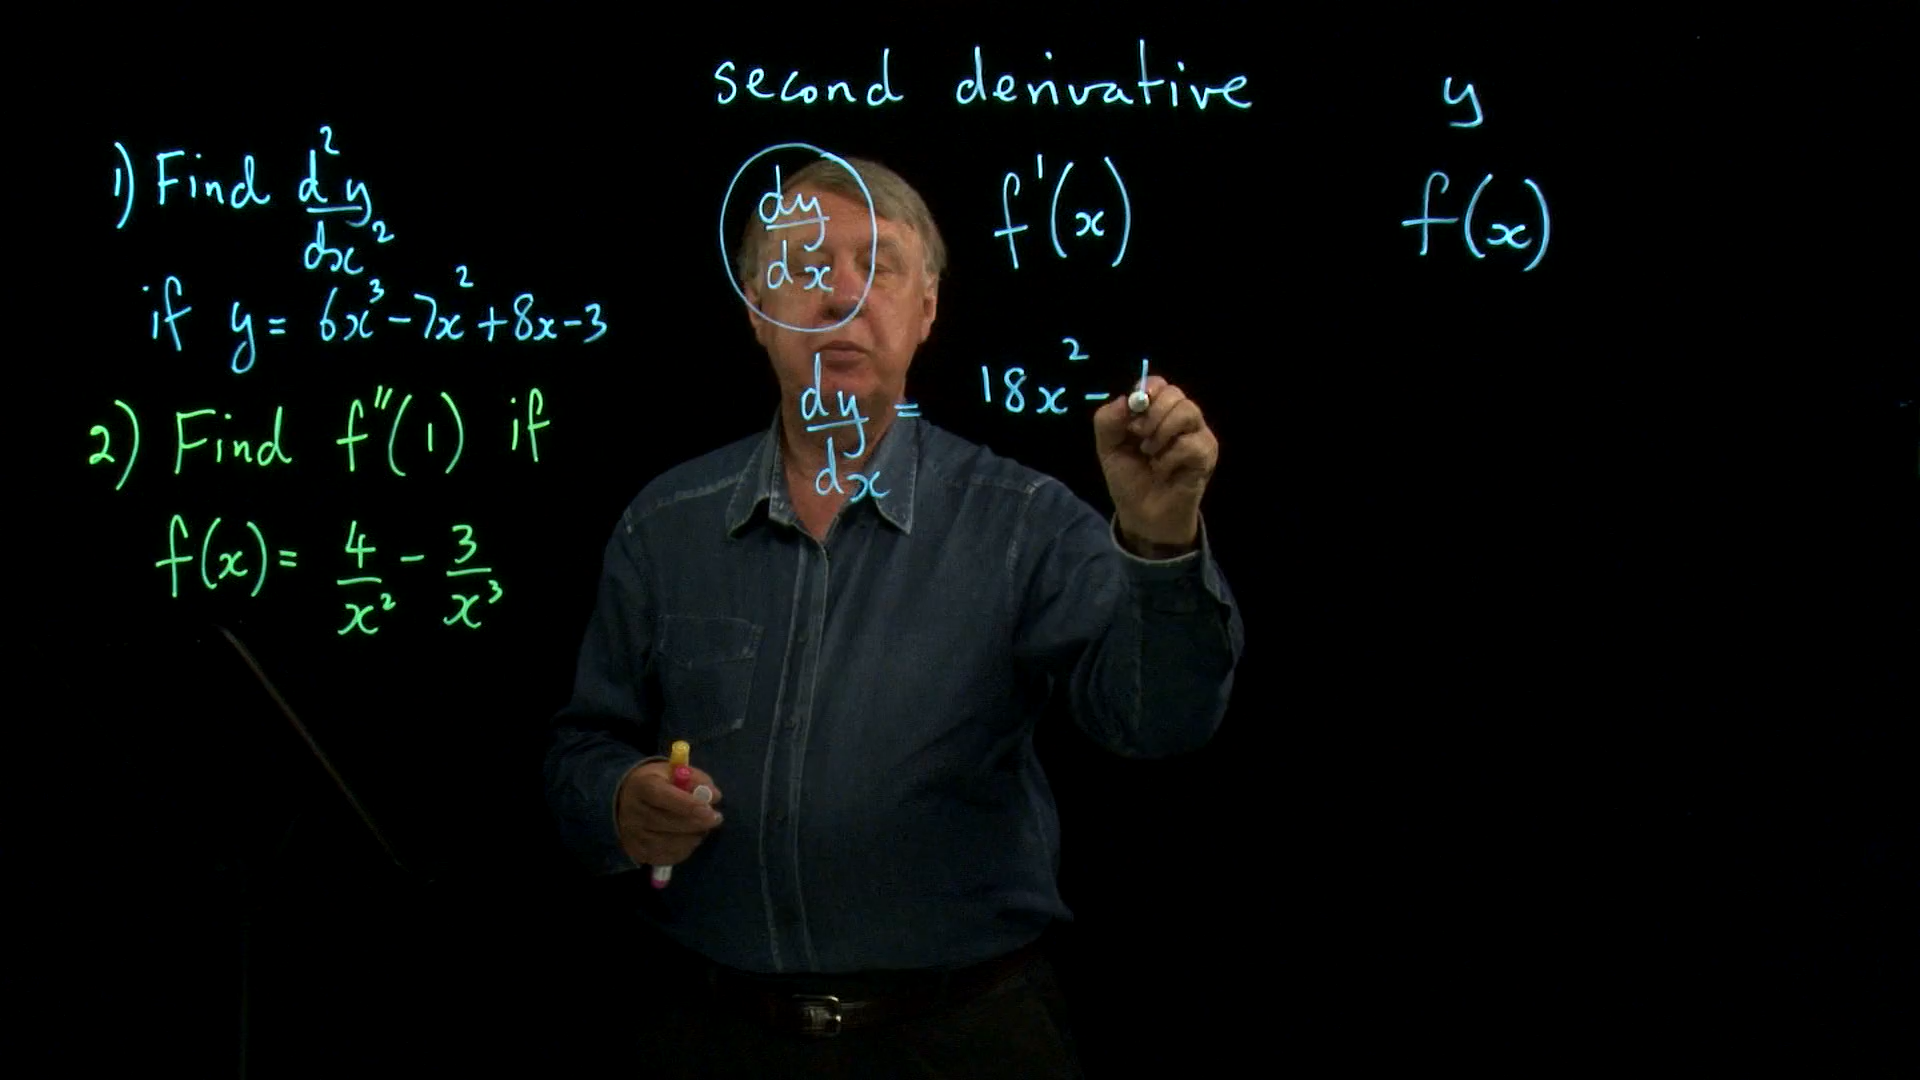 second derivative
y
1) Find d²y/dx²
if y = 6x³ - 7x² + 8x - 3
2) Find f''(1) if
f(x) = 4/x² - 3/x³
dy/dx
f'(x)
f(x)
dy/dx = 18x² - 1